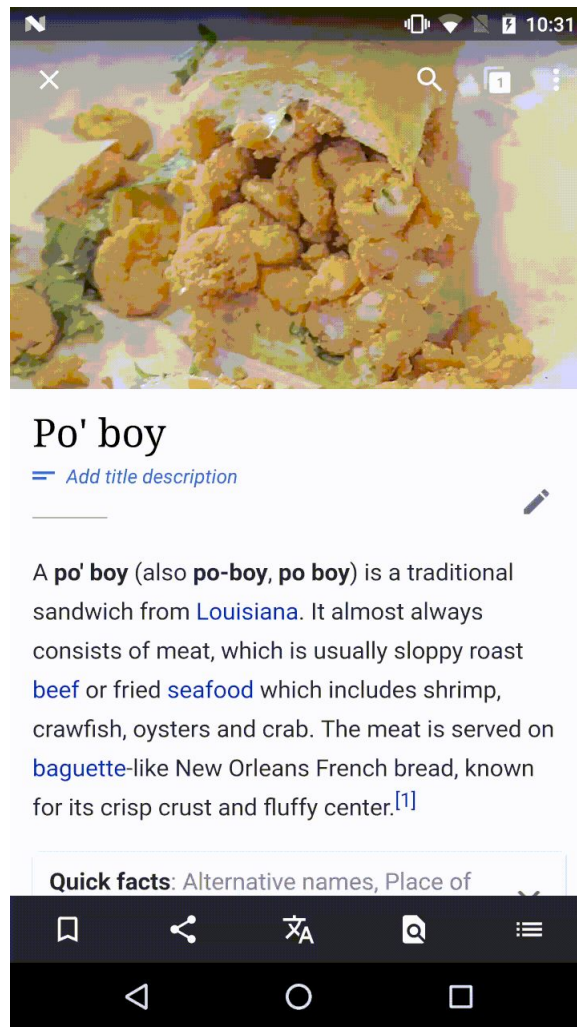 10:31
1
Po' boy
Add title description
A po' boy (also po-boy, po boy) is a traditional
sandwich from Louisiana. It almost always
consists of meat, which is usually sloppy roast
beef or fried seafood which includes shrimp,
crawfish, oysters and crab. The meat is served on
baguette-like New Orleans French bread, known
for its crisp crust and fluffy center.[1]
Quick facts: Alternative names, Place of